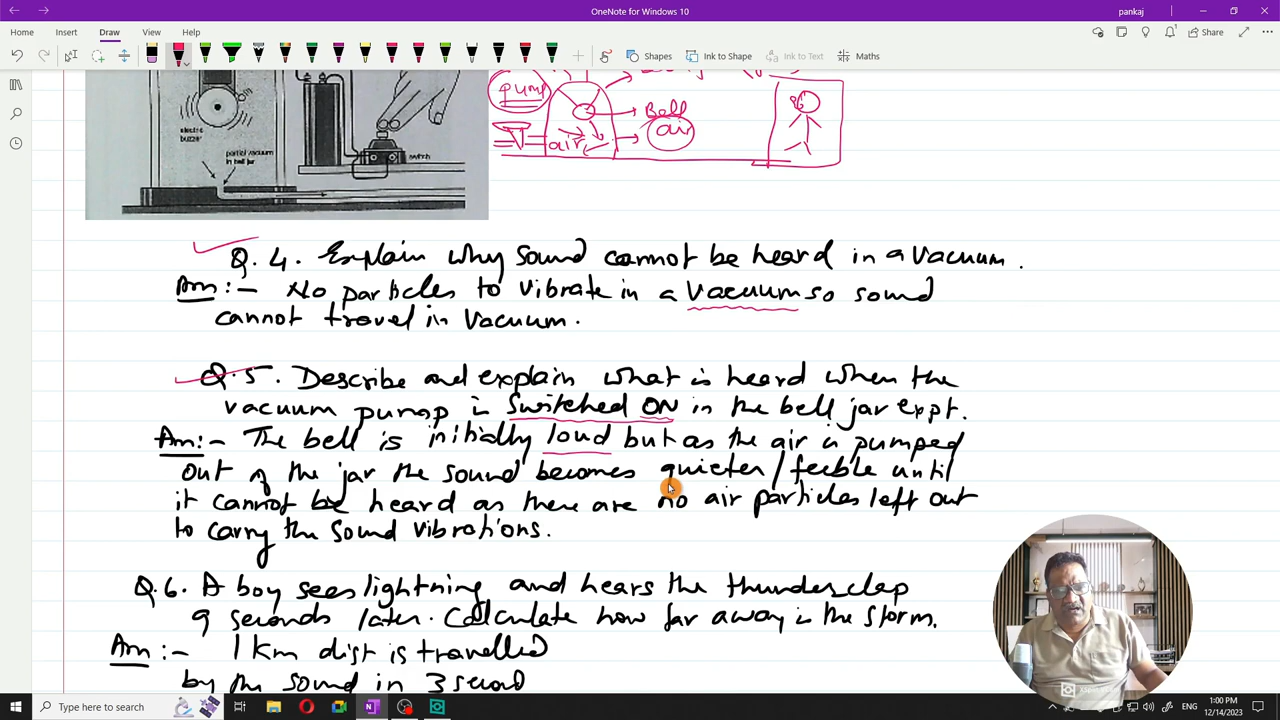 OneNote for Windows 10
pankaj
Home Insert Draw View Help
Share
Shapes
Ink to Shape
Ink to Text
Maths
pump
Bell
air
air
electric
buzzer
partial vacuum
in bell jar
switch
Q.4. Explain why sound cannot be heard in a vacuum.
Ans:- No particles to vibrate in a vacuum so sound
cannot travel in vacuum.
Q.5. Describe and explain what is heard when the
vacuum pump is switched ON in the bell jar expt.
Ans:- The bell is initially loud but as the air is pumped
out of the jar the sound becomes quieter/feeble until
it cannot be heard as there are no air particles left out
to carry the sound vibrations.
Q.6. A boy sees lightning and hears the thunderclap
9 seconds later. Calculate how far away is the storm.
Ans:- 1 Km dist is travelled
by the sound in 3 second
Type here to search
1:00 PM
12/14/2023